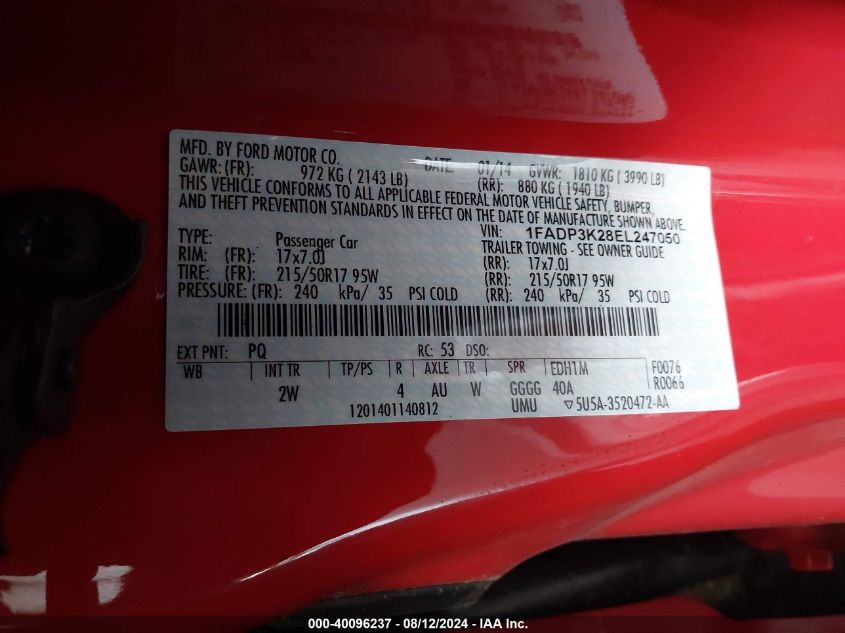 MFD. BY FORD MOTOR CO. DATE: 01/14 GVWR: 1810 KG ( 3990 LB)
GAWR: (FR): 972 KG ( 2143 LB) (RR): 880 KG ( 1940 LB)
THIS VEHICLE CONFORMS TO ALL APPLICABLE FEDERAL MOTOR VEHICLE SAFETY, BUMPER,
AND THEFT PREVENTION STANDARDS IN EFFECT ON THE DATE OF MANUFACTURE SHOWN ABOVE.
VIN: 1FADP3K28EL247050
TYPE: Passenger Car TRAILER TOWING - SEE OWNER GUIDE
RIM: (FR): 17x7.0J (RR): 17x7.0J
TIRE: (FR): 215/50R17 95W (RR): 215/50R17 95W
PRESSURE: (FR): 240 kPa/ 35 PSI COLD (RR): 240 kPa/ 35 PSI COLD
EXT PNT: PQ RC: 53 DSO:
WB INT TR TP/PS R AXLE TR SPR EDH1M F0076
2W 4 AU W GGGG 40A R0066
1201401140812 UMU ▽5U5A-3520472-AA
000-40096237 - 08/12/2024 - IAA Inc.